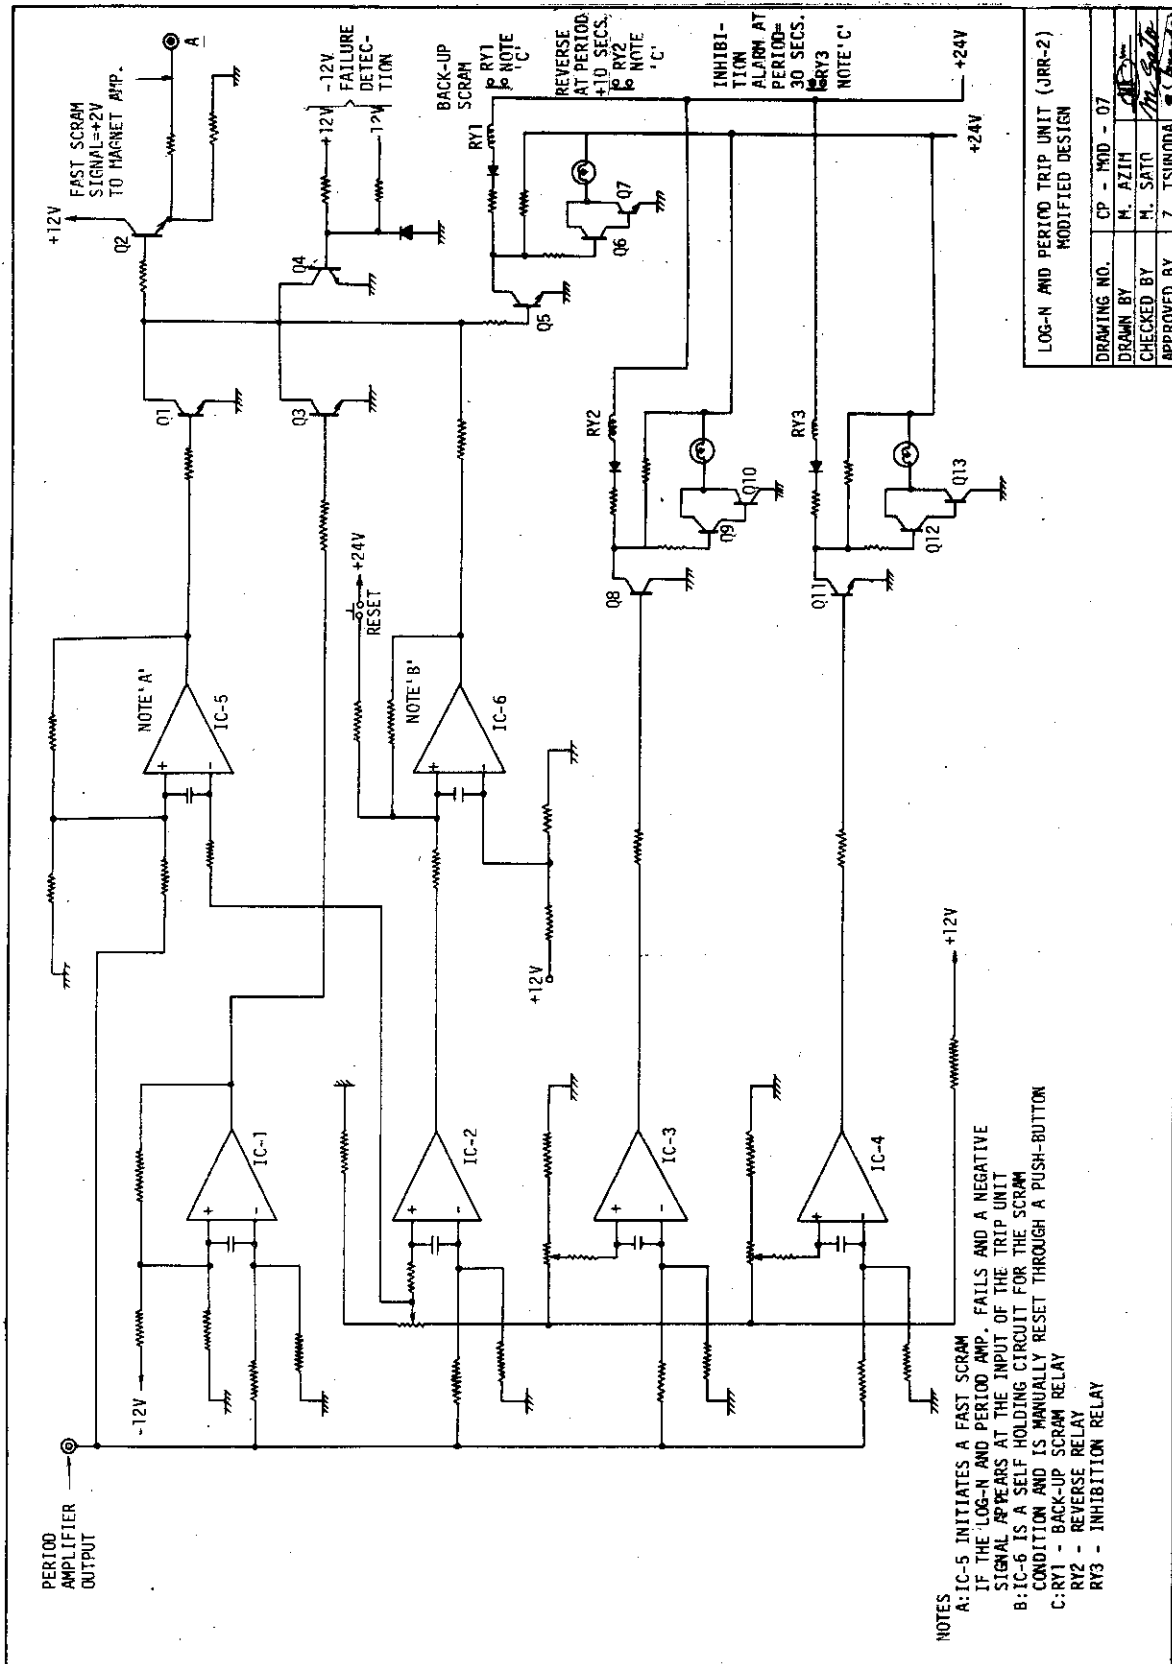 PERIOD
AMPLIFIER
OUTPUT
-12V
IC-1
IC-2
IC-3
IC-4
+12V
NOTE'A'
IC-5
NOTE'B'
IC-6
+12V
RESET
+24V
Q1
Q2
+12V
FAST SCRAM
SIGNAL=+2V
TO MAGNET AMP.
A
Q3
Q4
+12V
-12V
-12V
FAILURE
DETEC-
TION
Q5
RY1
Q6
Q7
BACK-UP
SCRAM
RY1
NOTE
'C'
REVERSE
AT PERIOD
+10 SECS.
RY2
NOTE
'C'
Q8
RY2
Q9
Q10
INHIBI-
TION
ALARM AT
PERIOD=
30 SECS.
RY3
NOTE'C'
Q11
RY3
Q12
Q13
+24V
+24V
NOTES
A:IC-5 INITIATES A FAST SCRAM
IF THE LOG-N AND PERIOD AMP. FAILS AND A NEGATIVE
SIGNAL APPEARS AT THE INPUT OF THE TRIP UNIT
B:IC-6 IS A SELF HOLDING CIRCUIT FOR THE SCRAM
CONDITION AND IS MANUALLY RESET THROUGH A PUSH-BUTTON
C:RY1 - BACK-UP SCRAM RELAY
RY2 - REVERSE RELAY
RY3 - INHIBITION RELAY
LOG-N AND PERIOD TRIP UNIT (JRR-2)
MODIFIED DESIGN
DRAWING NO. CP - MOD - 07
DRAWN BY M. AZIM
CHECKED BY M. SATO M. Sato
APPROVED BY TSUNODA